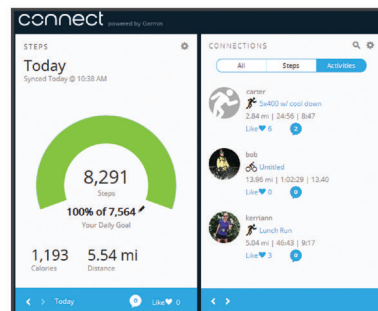 connect powered by Garmin
STEPS
Today
Synced Today @ 10:38 AM
8,291
Steps
100% of 7,564
Your Daily Goal
1,193
Calories
5.54 mi
Distance
Today
0
Like 0
CONNECTIONS
All
Steps
Activities
carter
5x400 w/ cool down
2.84 mi | 24:56 | 8:47
Like 6
2
bob
Untitled
13.96 mi | 1:02:29 | 13.40
Like 0
0
kerriann
Lunch Run
5.04 mi | 46:43 | 9:17
Like 3
0